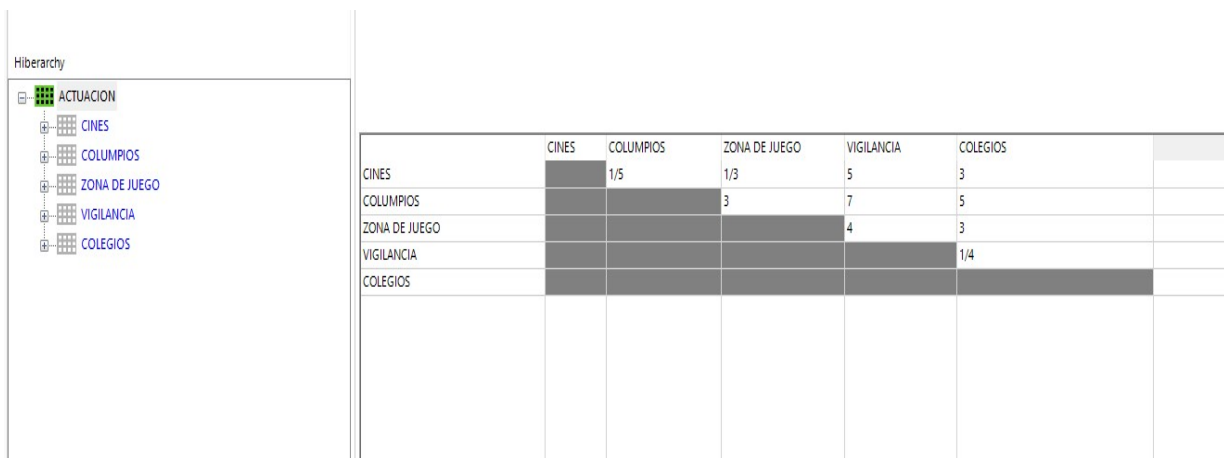 Hiberarchy
ACTUACION
CINES
COLUMPIOS
ZONA DE JUEGO
VIGILANCIA
COLEGIOS
CINES COLUMPIOS ZONA DE JUEGO VIGILANCIA COLEGIOS
CINES 1/5 1/3 5 3
COLUMPIOS 3 7 5
ZONA DE JUEGO 4 3
VIGILANCIA 1/4
COLEGIOS